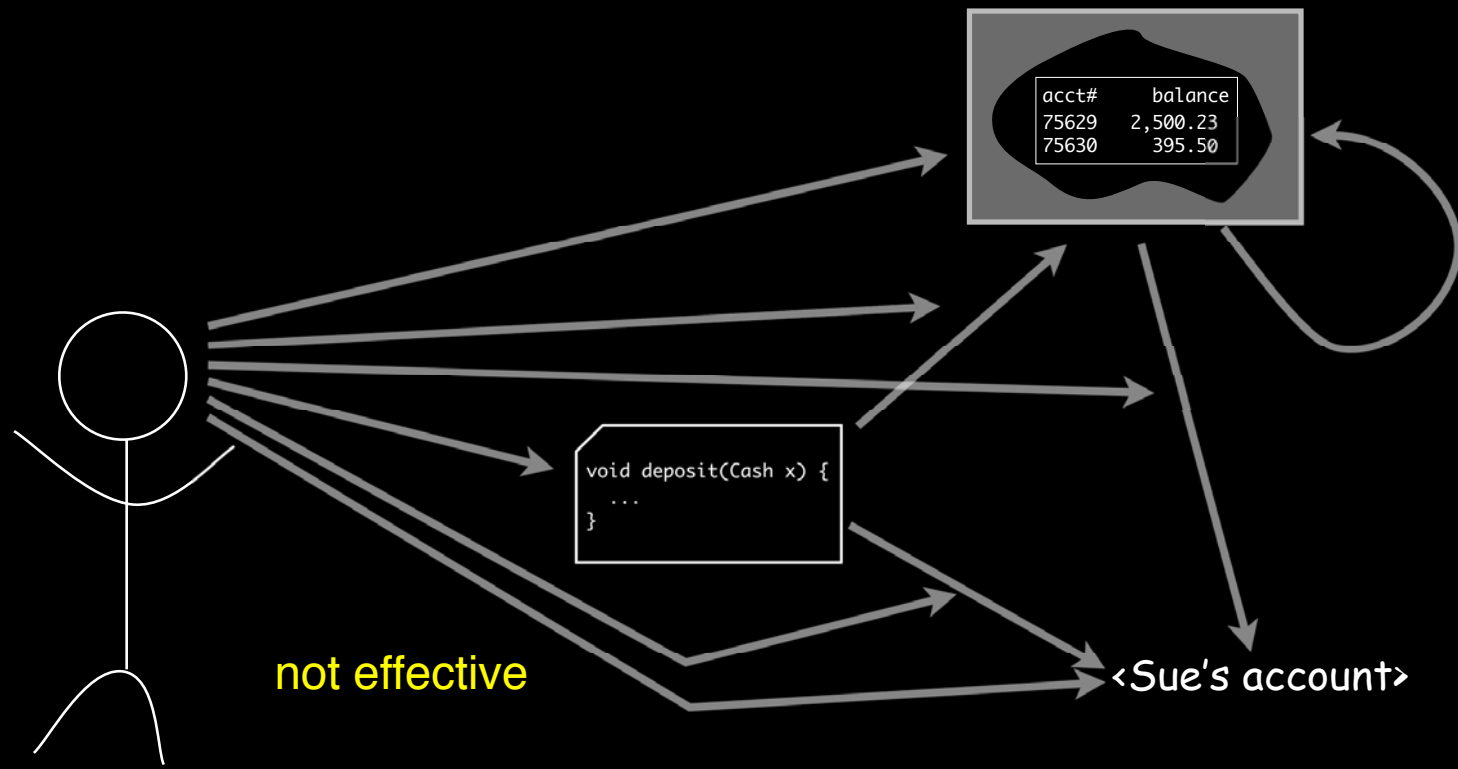 acct# balance
75629 2,500.23
75630 395.50
void deposit(Cash x) {
...
}
not effective
<Sue's account>